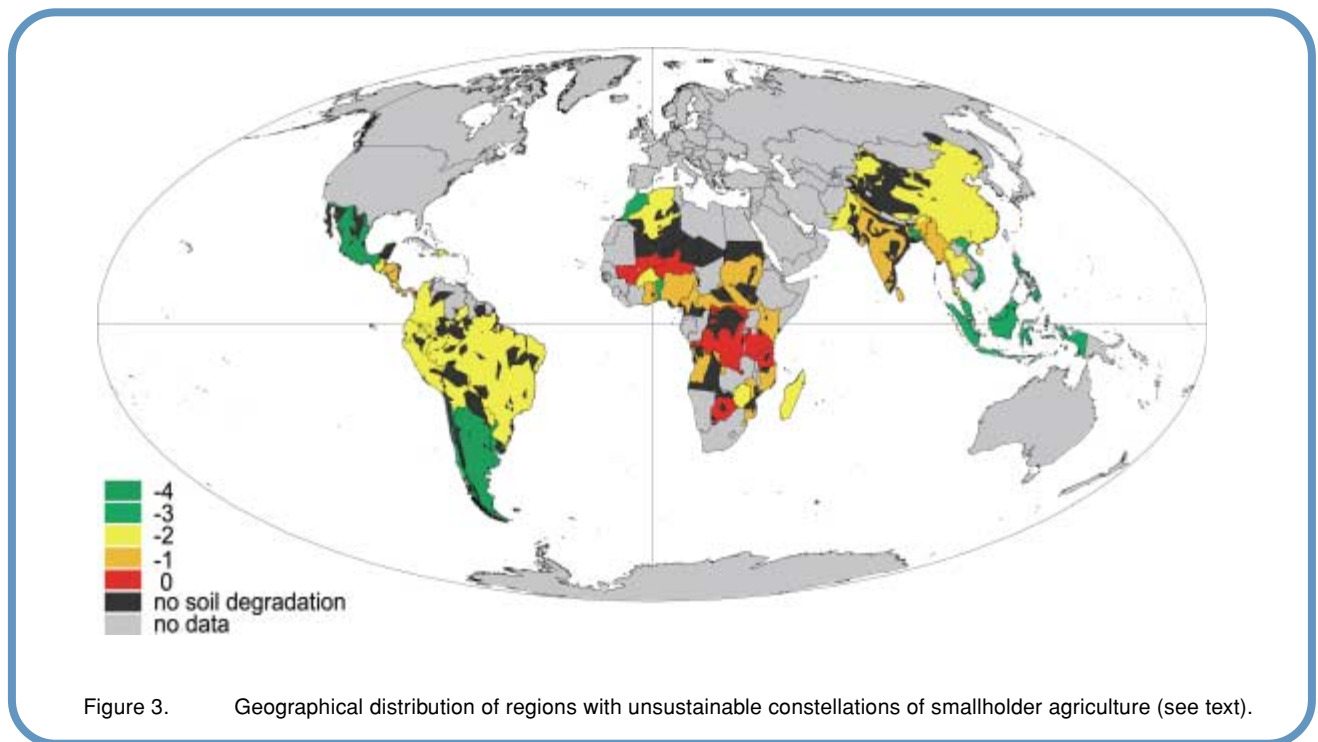 -4
-3
-2
-1
0
no soil degradation
no data
Figure 3. Geographical distribution of regions with unsustainable constellations of smallholder agriculture (see text).